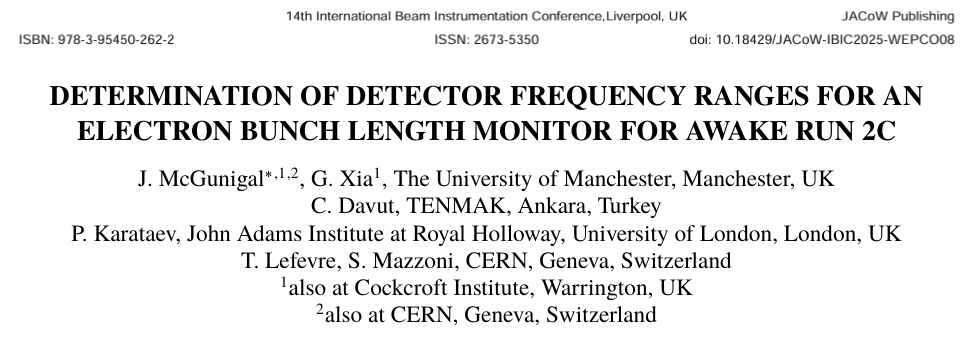 14th International Beam Instrumentation Conference,Liverpool, UK
JACoW Publishing
ISBN: 978-3-95450-262-2
ISSN: 2673-5350
doi: 10.18429/JACoW-IBIC2025-WEPCO08
DETERMINATION OF DETECTOR FREQUENCY RANGES FOR AN
ELECTRON BUNCH LENGTH MONITOR FOR AWAKE RUN 2C
J. McGunigal∗,1,2, G. Xia1, The University of Manchester, Manchester, UK
C. Davut, TENMAK, Ankara, Turkey
P. Karataev, John Adams Institute at Royal Holloway, University of London, London, UK
T. Lefevre, S. Mazzoni, CERN, Geneva, Switzerland
1also at Cockcroft Institute, Warrington, UK
2also at CERN, Geneva, Switzerland